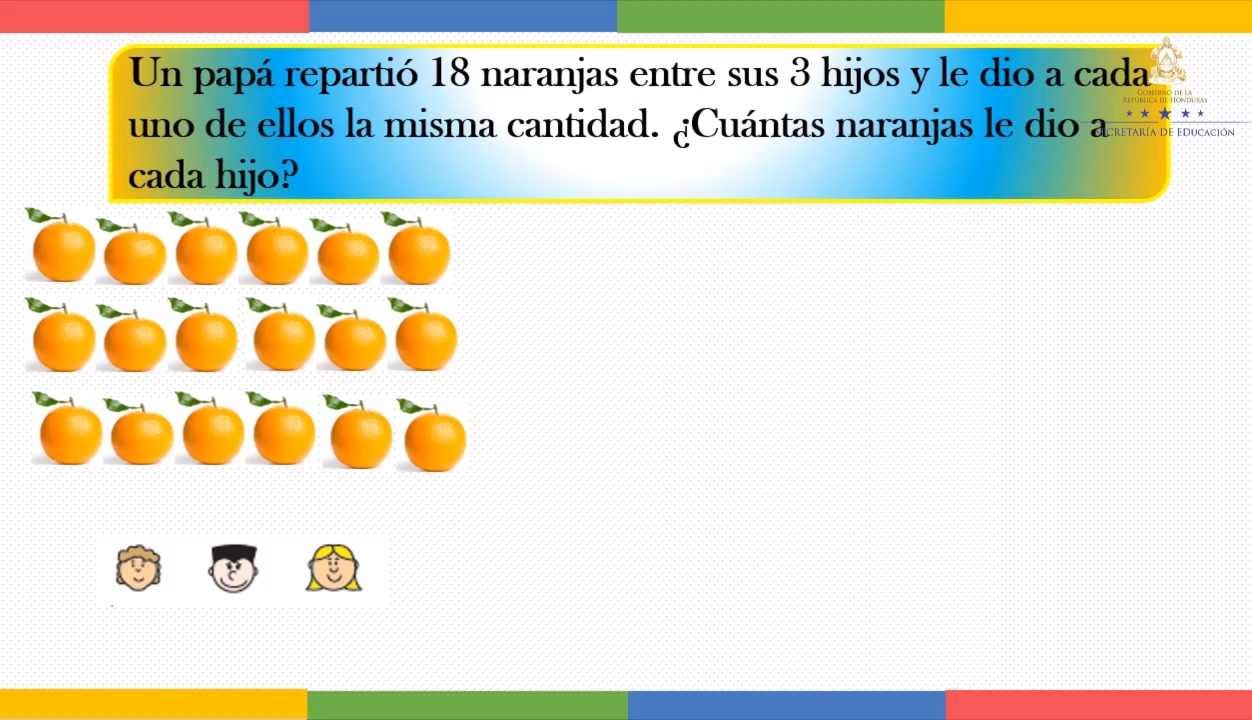 Un papá repartió 18 naranjas entre sus 3 hijos y le dio a cada
uno de ellos la misma cantidad. ¿Cuántas naranjas le dio a
cada hijo?
GOBIERNO DE LA
REPÚBLICA DE HONDURAS
SECRETARÍA DE EDUCACIÓN